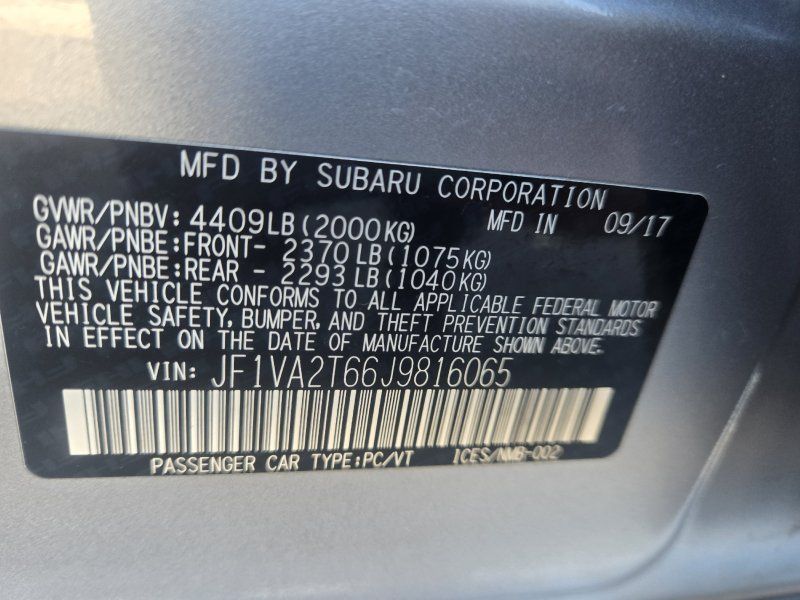 MFD BY SUBARU CORPORATION
GVWR/PNBV: 4409LB(2000KG) MFD IN 09/17
GAWR/PNBE:FRONT- 2370LB(1075KG)
GAWR/PNBE:REAR - 2293LB(1040KG)
THIS VEHICLE CONFORMS TO ALL APPLICABLE FEDERAL MOTOR
VEHICLE SAFETY, BUMPER, AND THEFT PREVENTION STANDARDS
IN EFFECT ON THE DATE OF MANUFACTURE SHOWN ABOVE.
VIN: JF1VA2T66J9816065
PASSENGER CAR TYPE:PC/VT ICES/NMB-002